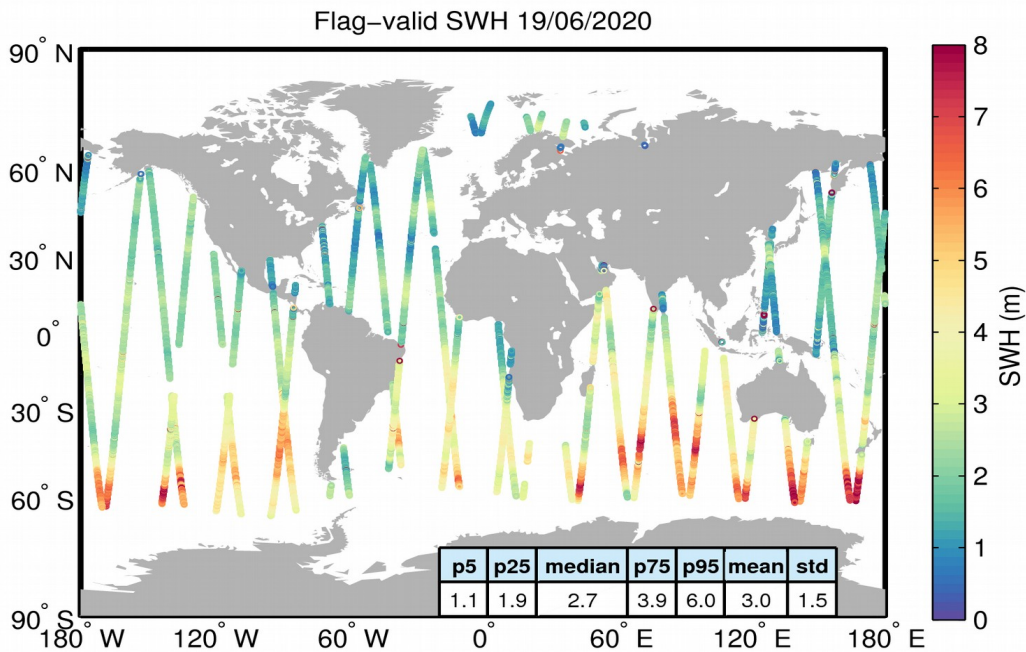 Flag−valid SWH 19/06/2020
90° N
60° N
30° N
0°
30° S
60° S
90° S
180° W
120° W
60° W
0°
60° E
120° E
180° E
p5 p25 median p75 p95 mean std
1.1 1.9 2.7 3.9 6.0 3.0 1.5
8
7
6
5
4
3
2
1
0
SWH (m)